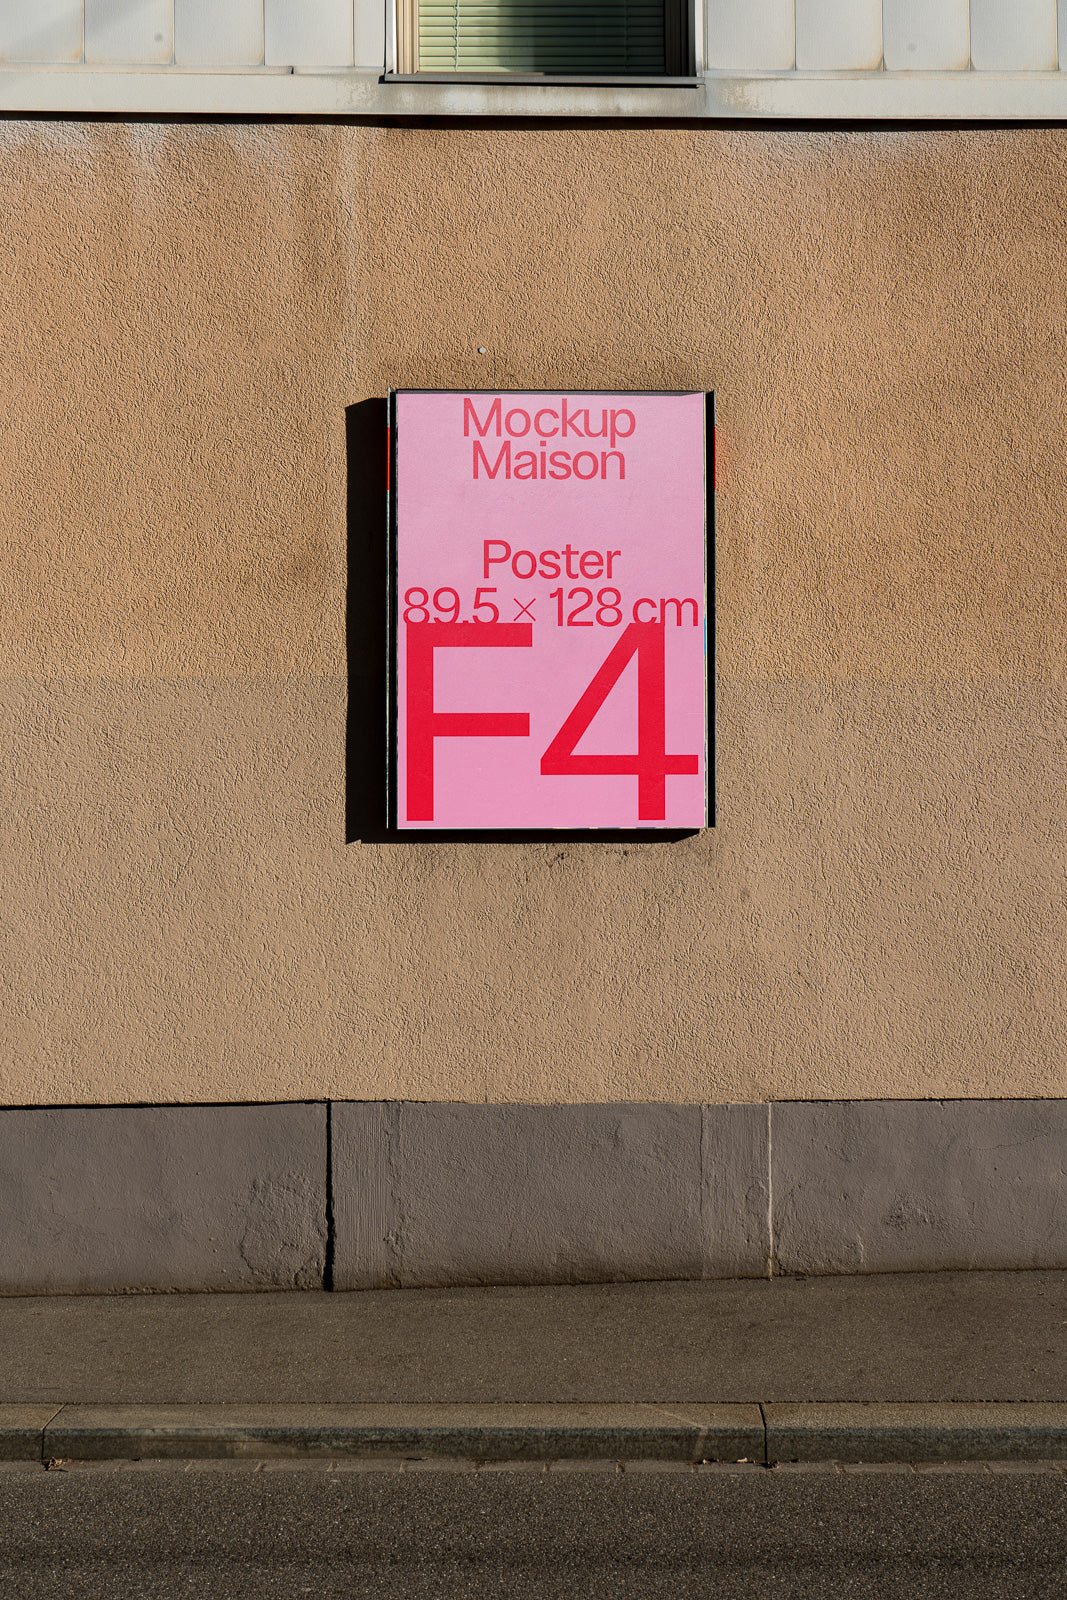 Mockup
Maison
Poster
89.5 × 128 cm
F4